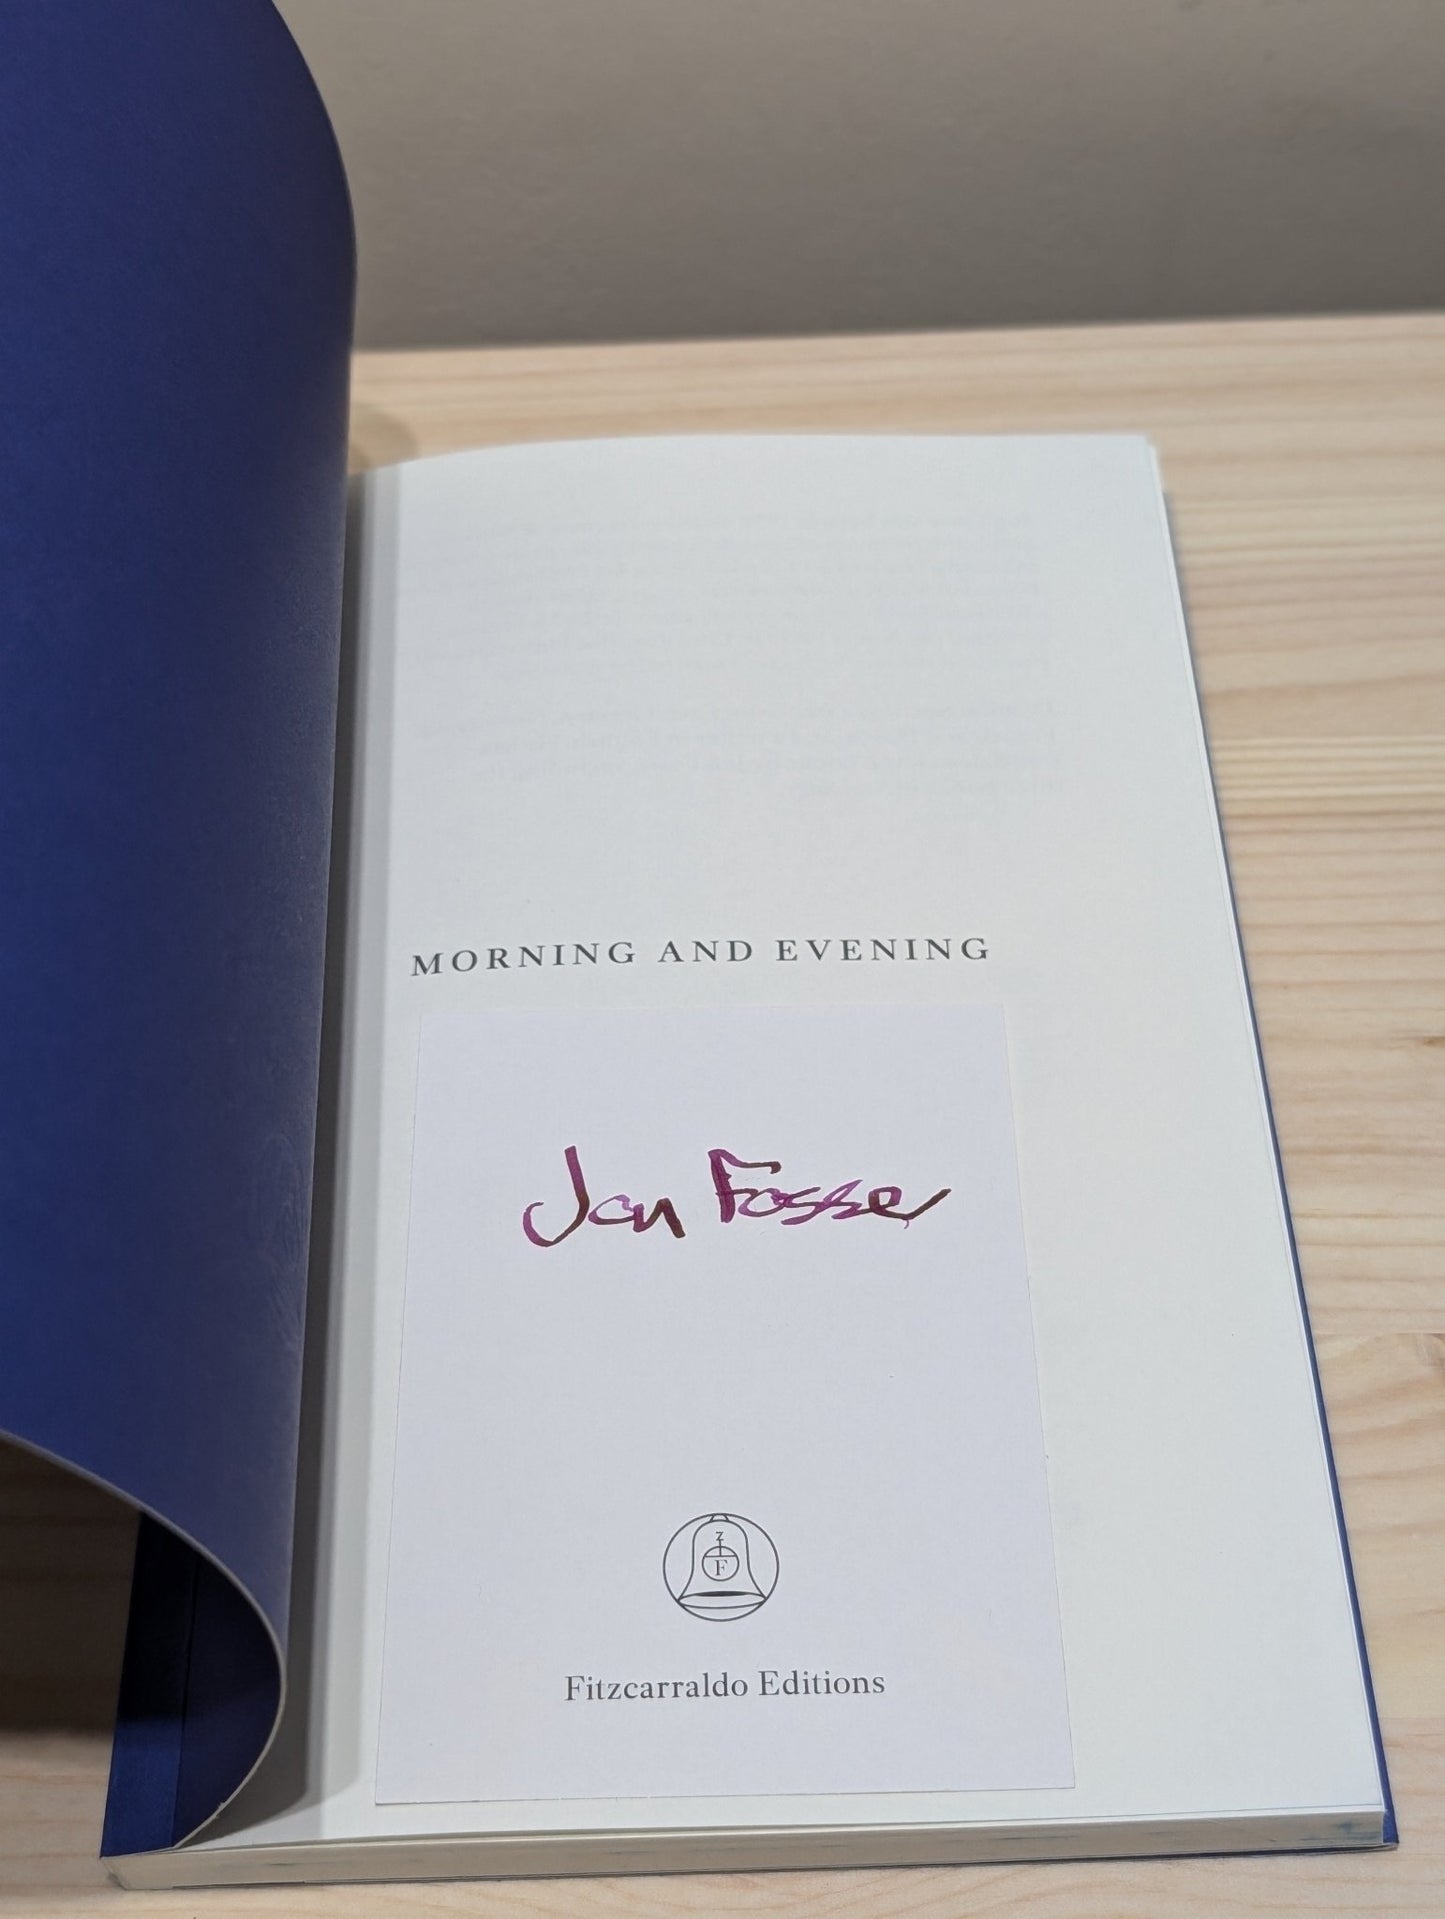 MORNING AND EVENING
Jon Fosse
Z
F
Fitzcarraldo Editions